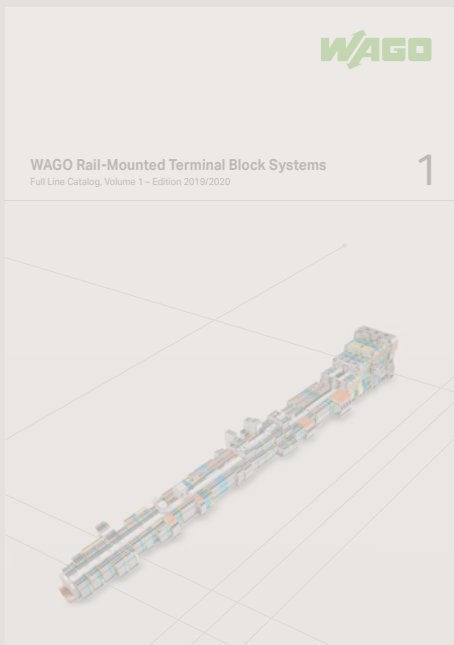 WAGO
WAGO Rail-Mounted Terminal Block Systems
1
Full Line Catalog, Volume 1 – Edition 2019/2020